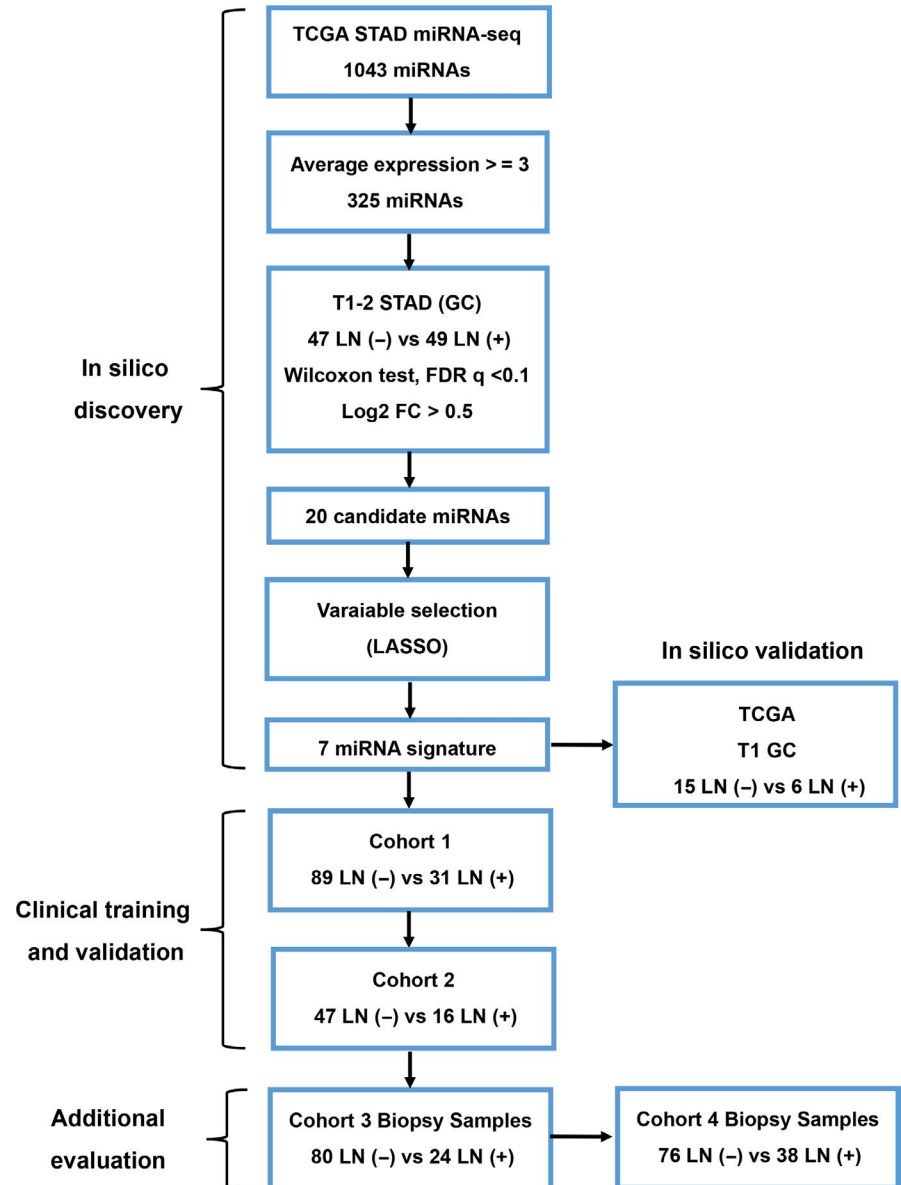 TCGA STAD miRNA-seq
1043 miRNAs
Average expression > = 3
325 miRNAs
T1-2 STAD (GC)
47 LN (–) vs 49 LN (+)
Wilcoxon test, FDR q <0.1
Log2 FC > 0.5
In silico
discovery
20 candidate miRNAs
Varaiable selection
(LASSO)
7 miRNA signature
In silico validation
TCGA
T1 GC
15 LN (–) vs 6 LN (+)
Clinical training
and validation
Cohort 1
89 LN (–) vs 31 LN (+)
Cohort 2
47 LN (–) vs 16 LN (+)
Additional
evaluation
Cohort 3 Biopsy Samples
80 LN (–) vs 24 LN (+)
Cohort 4 Biopsy Samples
76 LN (–) vs 38 LN (+)